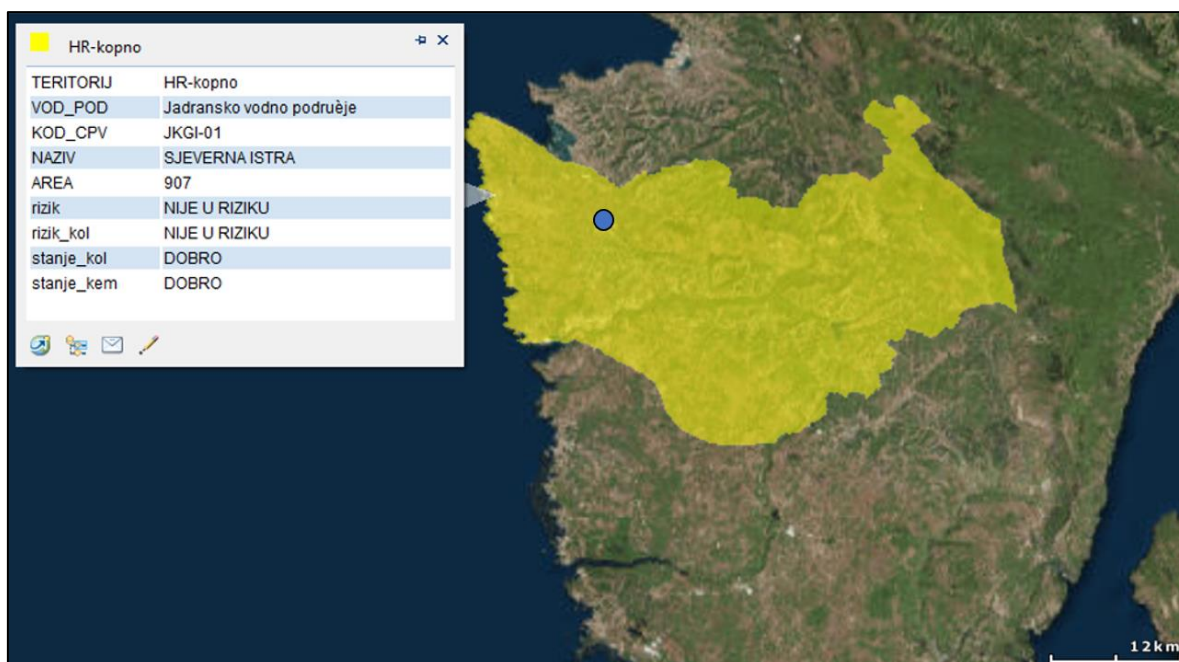 HR-kopno
TERITORIJ HR-kopno
VOD_POD Jadransko vodno podruèje
KOD_CPV JKGI-01
NAZIV SJEVERNA ISTRA
AREA 907
rizik NIJE U RIZIKU
rizik_kol NIJE U RIZIKU
stanje_kol DOBRO
stanje_kem DOBRO
12km